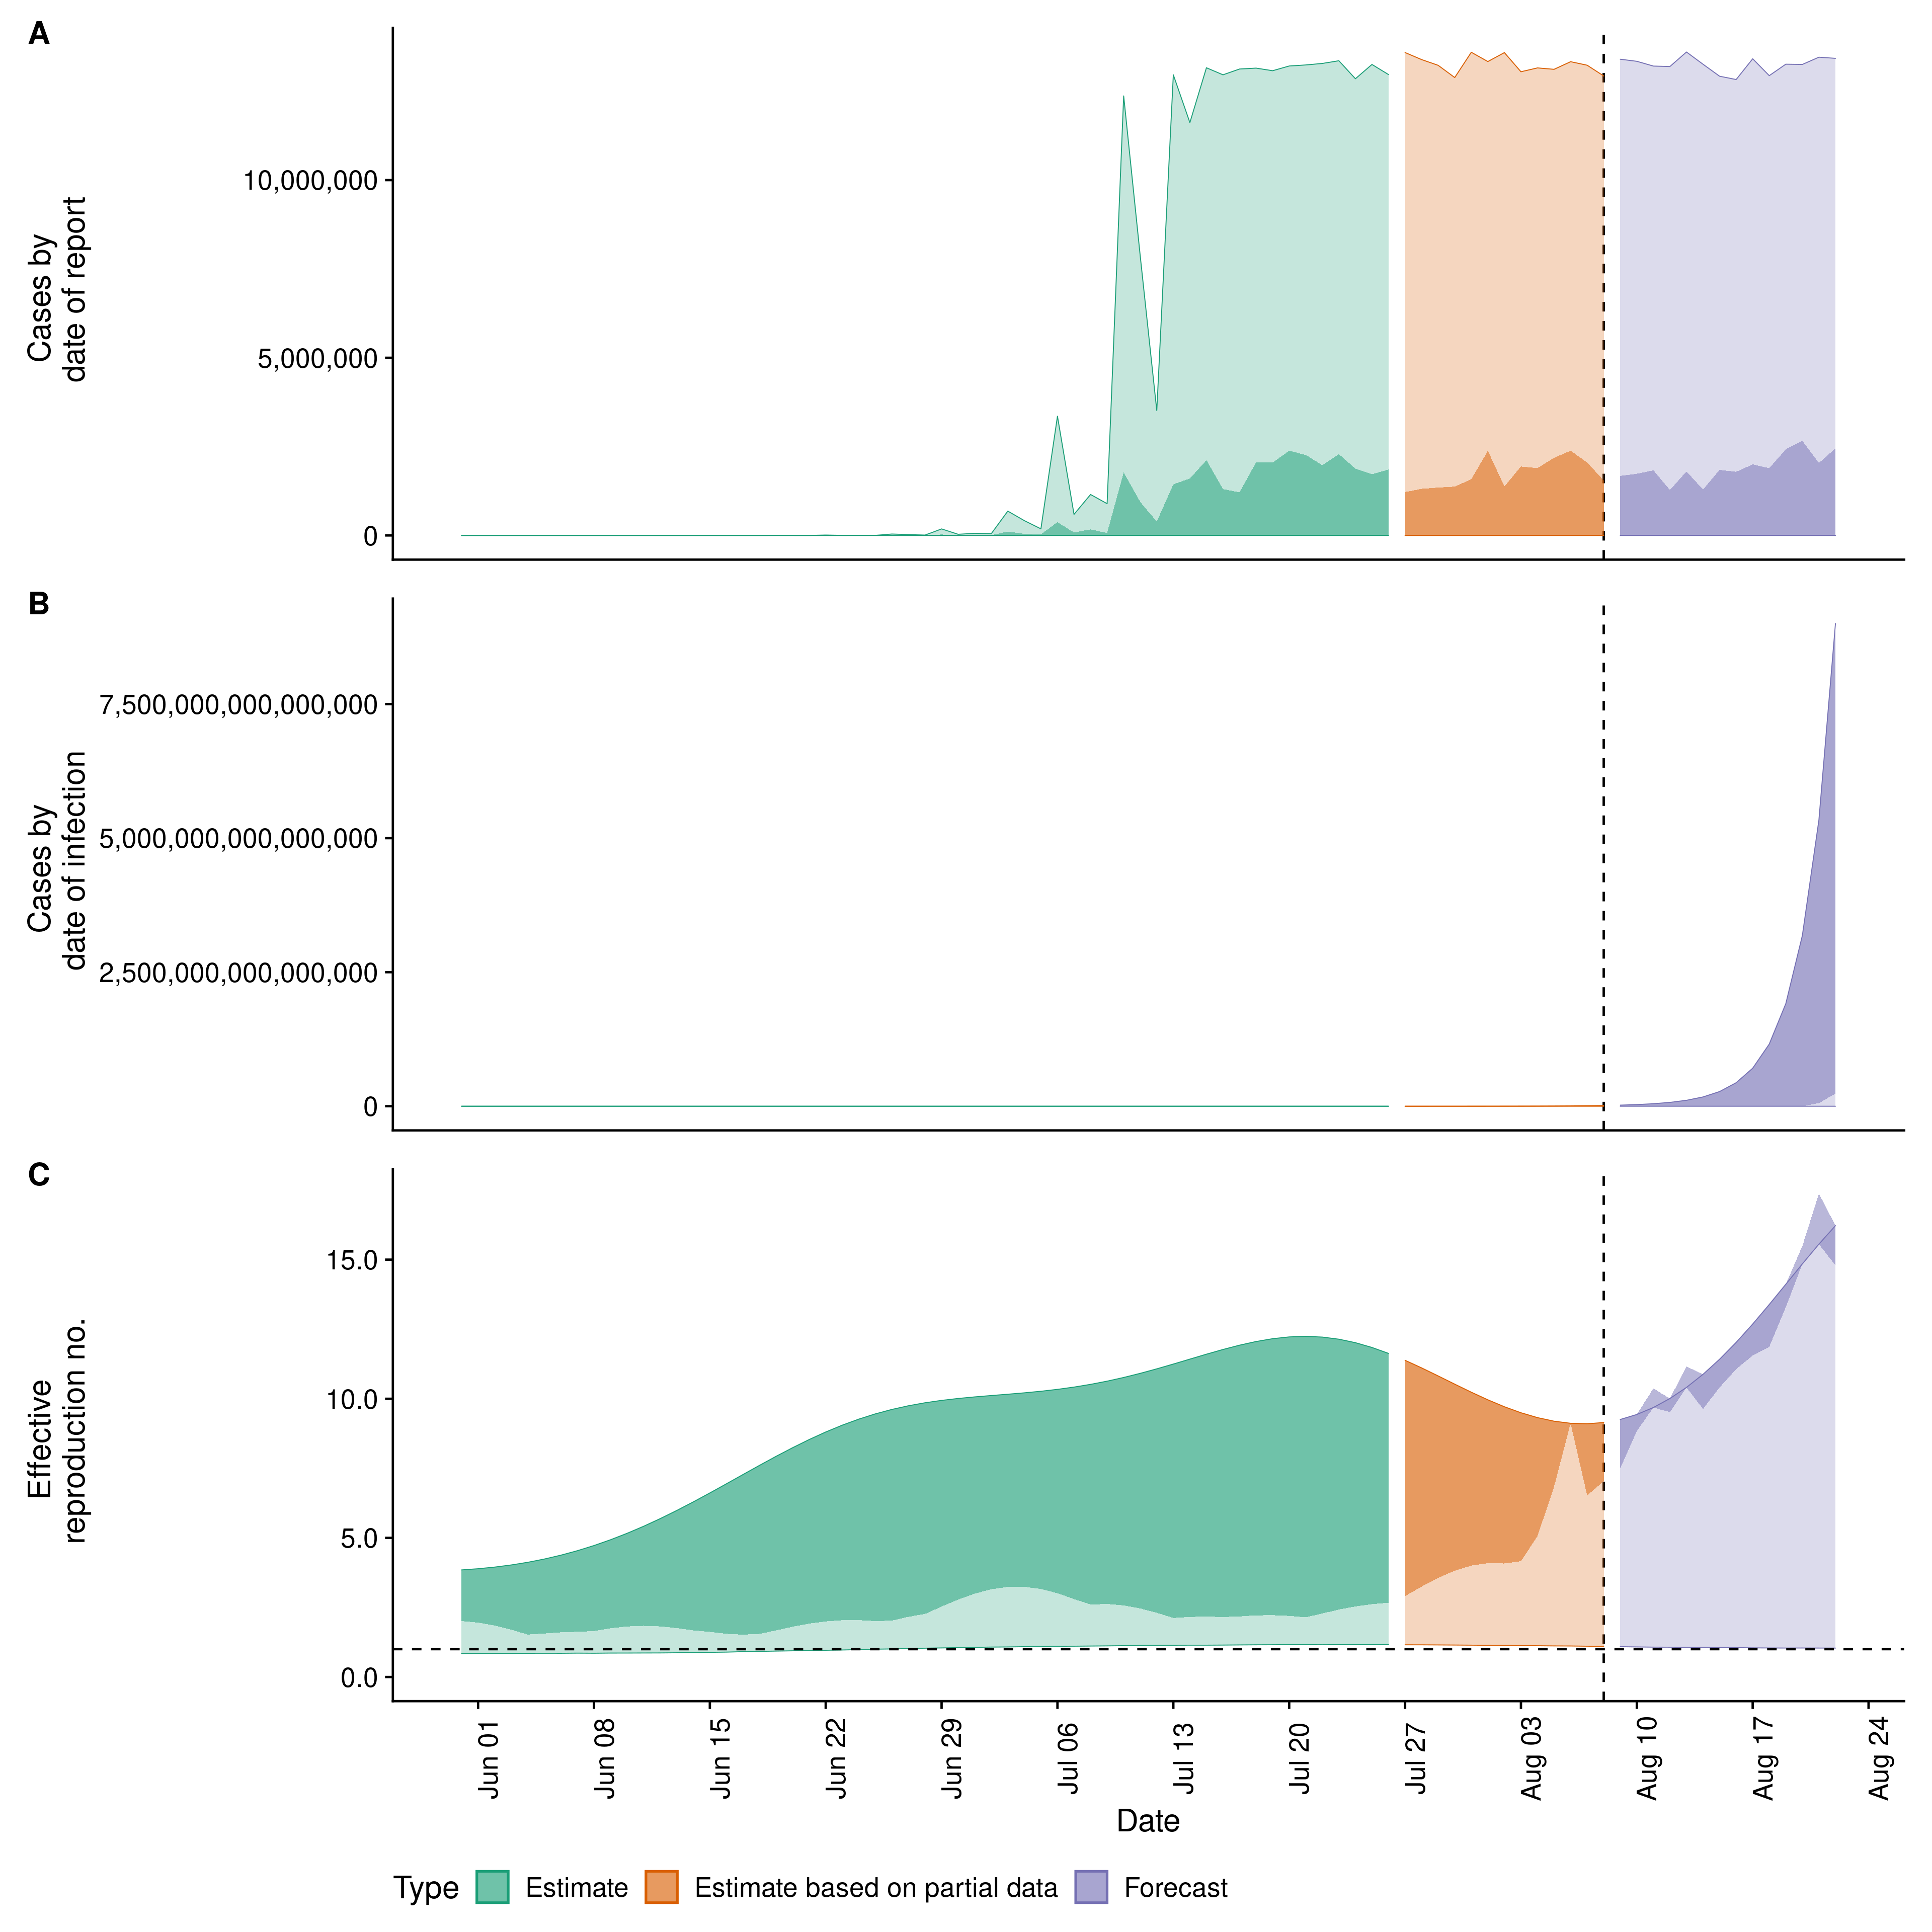 A
Cases by
date of report
10,000,000
5,000,000
0
B
Cases by
date of infection
7,500,000,000,000,000
5,000,000,000,000,000
2,500,000,000,000,000
0
C
Effective
reproduction no.
15.0
10.0
5.0
0.0
Jun 01
Jun 08
Jun 15
Jun 22
Jun 29
Jul 06
Jul 13
Jul 20
Jul 27
Aug 03
Aug 10
Aug 17
Aug 24
Date
Type Estimate Estimate based on partial data Forecast